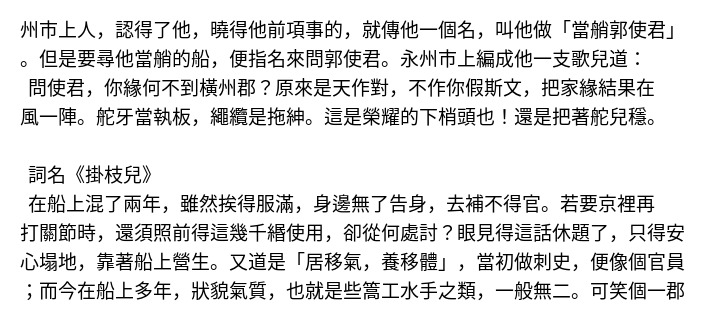 州市上人，認得了他，曉得他前項事的，就傳他一個名，叫他做「當艄郭使君」
。但是要尋他當艄的船，便指名來問郭使君。永州市上編成他一支歌兒道：
問使君，你緣何不到橫州郡？原來是天作對，不作你假斯文，把家緣結果在
風一陣。舵牙當執板，繩纜是拖紳。這是榮耀的下梢頭也！還是把著舵兒穩。
詞名《掛枝兒》
在船上混了兩年，雖然挨得服滿，身邊無了告身，去補不得官。若要京裡再
打關節時，還須照前得這幾千緡使用，卻從何處討？眼見得這話休題了，只得安
心塌地，靠著船上營生。又道是「居移氣，養移體」，當初做刺史，便像個官員
；而今在船上多年，狀貌氣質，也就是些篙工水手之類，一般無二。可笑個一郡